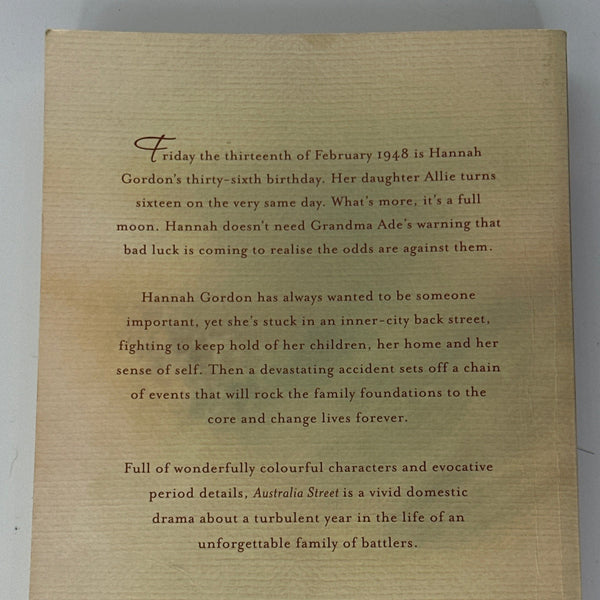 Friday the thirteenth of February 1948 is Hannah
Gordon's thirty-sixth birthday. Her daughter Allie turns
sixteen on the very same day. What's more, it's a full
moon. Hannah doesn't need Grandma Ade's warning that
bad luck is coming to realise the odds are against them.
Hannah Gordon has always wanted to be someone
important, yet she's stuck in an inner-city back street,
fighting to keep hold of her children, her home and her
sense of self. Then a devastating accident sets off a chain
of events that will rock the family foundations to the
core and change lives forever.
Full of wonderfully colourful characters and evocative
period details, Australia Street is a vivid domestic
drama about a turbulent year in the life of an
unforgettable family of battlers.